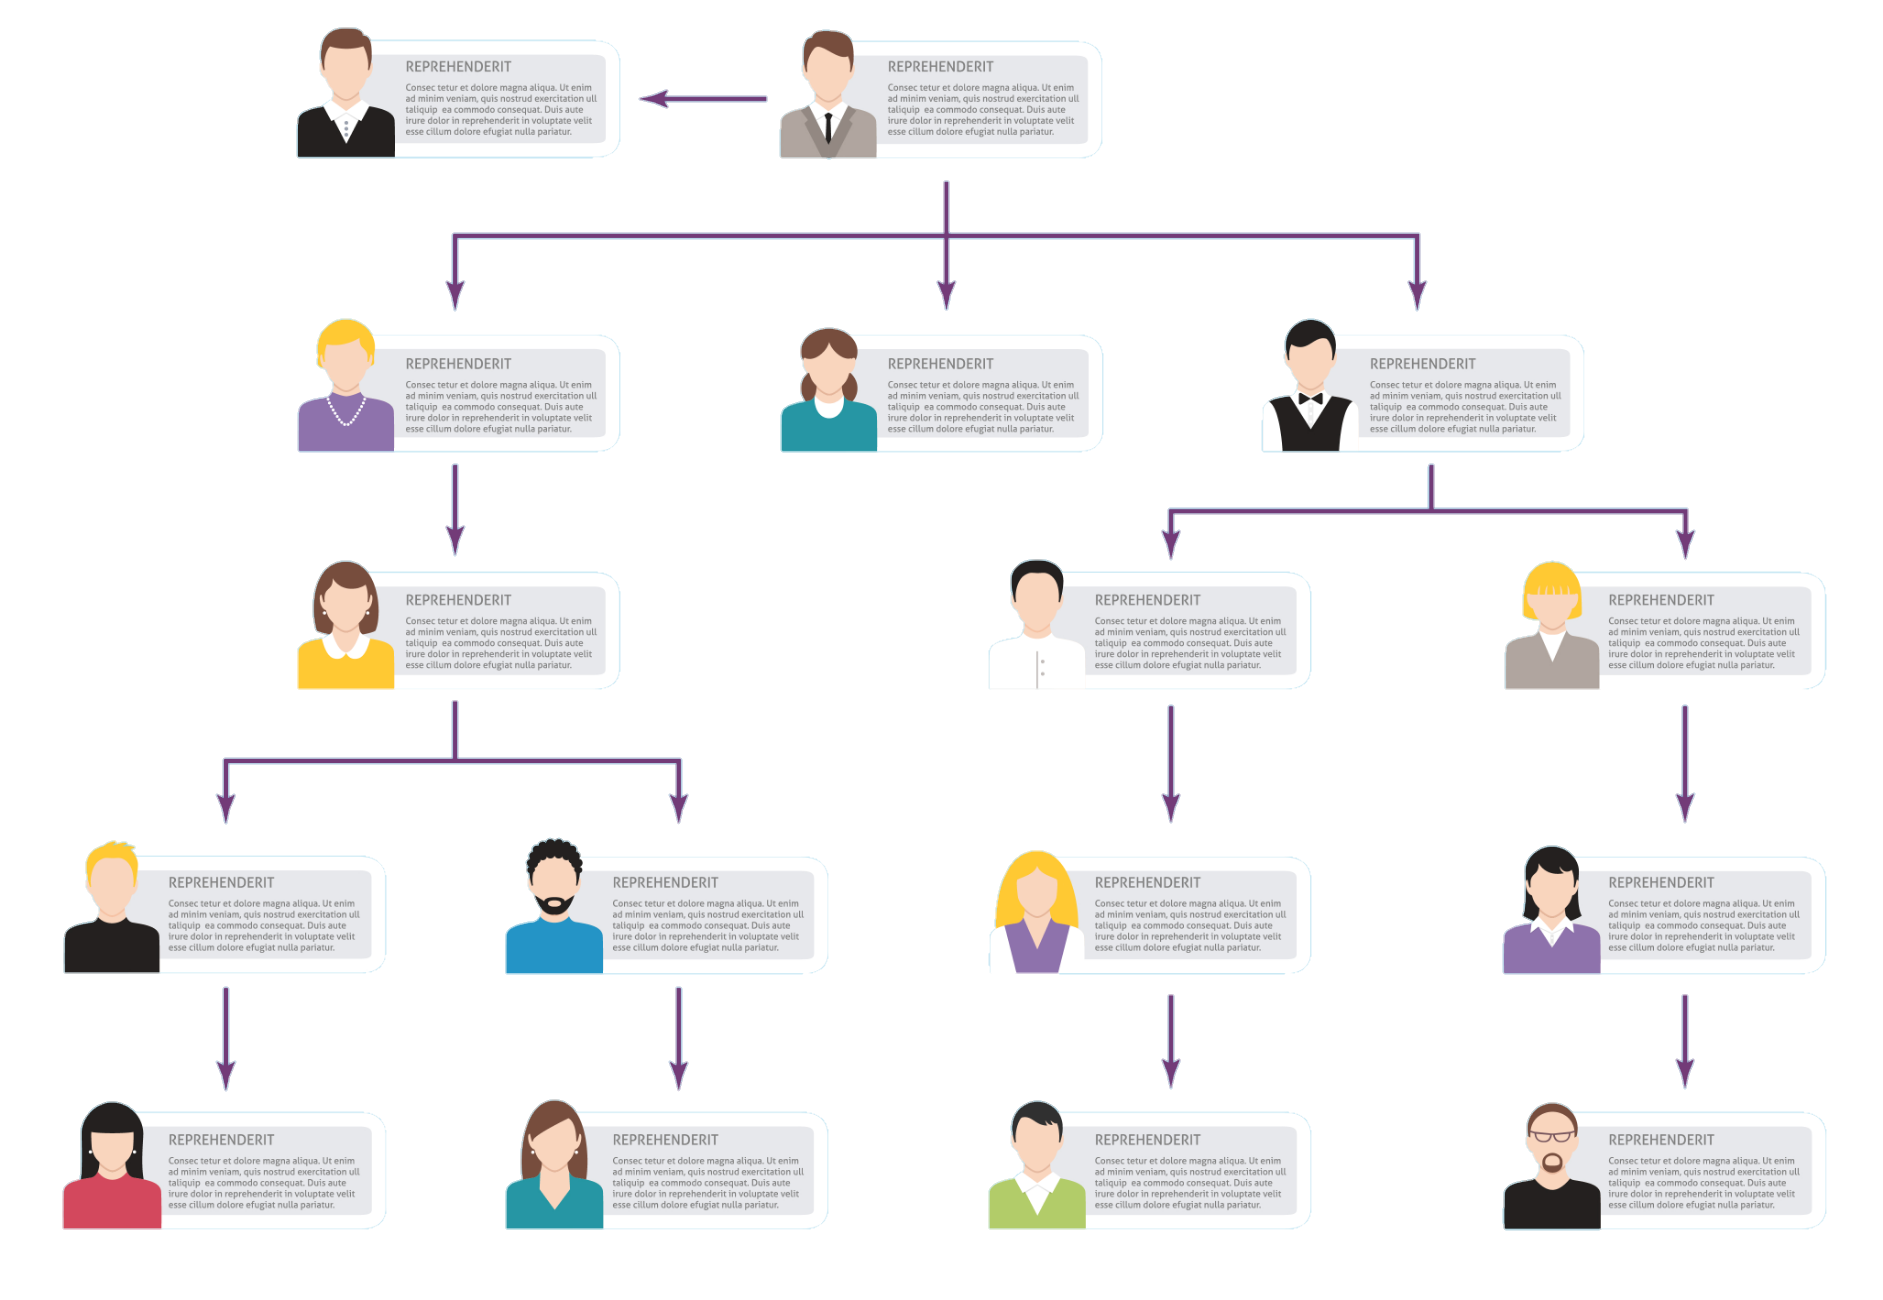 REPREHENDERIT
Consec tetur et dolore magna aliqua. Ut enim
ad minim veniam, quis nostrud exercitation ull
taliquip ea commodo consequat. Duis aute
irure dolor in reprehenderit in voluptate velit
esse cillum dolore efugiat nulla pariatur.
REPREHENDERIT
Consec tetur et dolore magna aliqua. Ut enim
ad minim veniam, quis nostrud exercitation ull
taliquip ea commodo consequat. Duis aute
irure dolor in reprehenderit in voluptate velit
esse cillum dolore efugiat nulla pariatur.
REPREHENDERIT
Consec tetur et dolore magna aliqua. Ut enim
ad minim veniam, quis nostrud exercitation ull
taliquip ea commodo consequat. Duis aute
irure dolor in reprehenderit in voluptate velit
esse cillum dolore efugiat nulla pariatur.
REPREHENDERIT
Consec tetur et dolore magna aliqua. Ut enim
ad minim veniam, quis nostrud exercitation ull
taliquip ea commodo consequat. Duis aute
irure dolor in reprehenderit in voluptate velit
esse cillum dolore efugiat nulla pariatur.
REPREHENDERIT
Consec tetur et dolore magna aliqua. Ut enim
ad minim veniam, quis nostrud exercitation ull
taliquip ea commodo consequat. Duis aute
irure dolor in reprehenderit in voluptate velit
esse cillum dolore efugiat nulla pariatur.
REPREHENDERIT
Consec tetur et dolore magna aliqua. Ut enim
ad minim veniam, quis nostrud exercitation ull
taliquip ea commodo consequat. Duis aute
irure dolor in reprehenderit in voluptate velit
esse cillum dolore efugiat nulla pariatur.
REPREHENDERIT
Consec tetur et dolore magna aliqua. Ut enim
ad minim veniam, quis nostrud exercitation ull
taliquip ea commodo consequat. Duis aute
irure dolor in reprehenderit in voluptate velit
esse cillum dolore efugiat nulla pariatur.
REPREHENDERIT
Consec tetur et dolore magna aliqua. Ut enim
ad minim veniam, quis nostrud exercitation ull
taliquip ea commodo consequat. Duis aute
irure dolor in reprehenderit in voluptate velit
esse cillum dolore efugiat nulla pariatur.
REPREHENDERIT
Consec tetur et dolore magna aliqua. Ut enim
ad minim veniam, quis nostrud exercitation ull
taliquip ea commodo consequat. Duis aute
irure dolor in reprehenderit in voluptate velit
esse cillum dolore efugiat nulla pariatur.
REPREHENDERIT
Consec tetur et dolore magna aliqua. Ut enim
ad minim veniam, quis nostrud exercitation ull
taliquip ea commodo consequat. Duis aute
irure dolor in reprehenderit in voluptate velit
esse cillum dolore efugiat nulla pariatur.
REPREHENDERIT
Consec tetur et dolore magna aliqua. Ut enim
ad minim veniam, quis nostrud exercitation ull
taliquip ea commodo consequat. Duis aute
irure dolor in reprehenderit in voluptate velit
esse cillum dolore efugiat nulla pariatur.
REPREHENDERIT
Consec tetur et dolore magna aliqua. Ut enim
ad minim veniam, quis nostrud exercitation ull
taliquip ea commodo consequat. Duis aute
irure dolor in reprehenderit in voluptate velit
esse cillum dolore efugiat nulla pariatur.
REPREHENDERIT
Consec tetur et dolore magna aliqua. Ut enim
ad minim veniam, quis nostrud exercitation ull
taliquip ea commodo consequat. Duis aute
irure dolor in reprehenderit in voluptate velit
esse cillum dolore efugiat nulla pariatur.
REPREHENDERIT
Consec tetur et dolore magna aliqua. Ut enim
ad minim veniam, quis nostrud exercitation ull
taliquip ea commodo consequat. Duis aute
irure dolor in reprehenderit in voluptate velit
esse cillum dolore efugiat nulla pariatur.
REPREHENDERIT
Consec tetur et dolore magna aliqua. Ut enim
ad minim veniam, quis nostrud exercitation ull
taliquip ea commodo consequat. Duis aute
irure dolor in reprehenderit in voluptate velit
esse cillum dolore efugiat nulla pariatur.
REPREHENDERIT
Consec tetur et dolore magna aliqua. Ut enim
ad minim veniam, quis nostrud exercitation ull
taliquip ea commodo consequat. Duis aute
irure dolor in reprehenderit in voluptate velit
esse cillum dolore efugiat nulla pariatur.